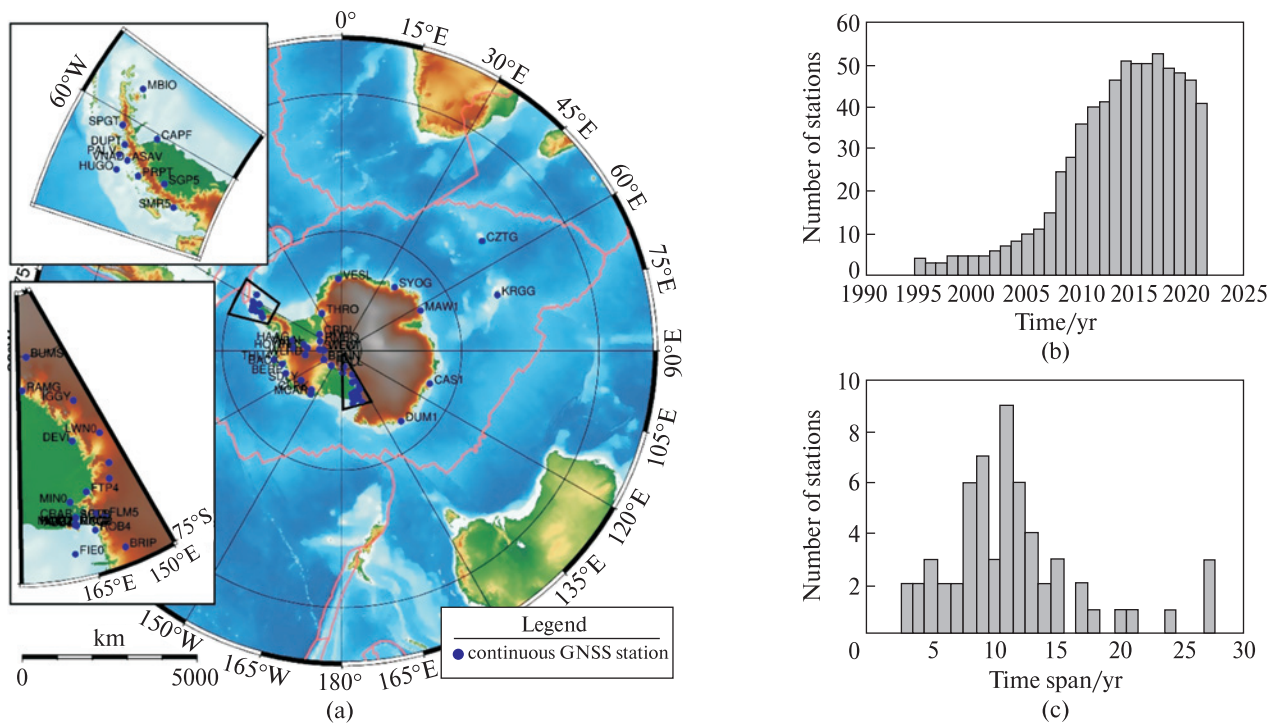 0°
15°E
30°E
45°E
60°E
75°E
90°E
105°E
120°E
135°E
165°E
180°
165°W
150°W
60°W
MBIO
SPGT
CAPF
DUPT
PALV
VNAD
ASAV
HUGO
PRPT
SGP5
SMR5
CZTG
KRGG
VESL
SYOG
MAW1
THRO
CAS1
DUM1
MCAR
BUMS
RAMG
IGGY
LWN0
DEVI
FTP4
MIN0
FLM5
ROB4
FIE0
BRIP
75°S
150°E
165°E
km
0
5000
Legend
continuous GNSS station
(a)
60
50
40
30
20
10
0
Number of stations
1990 1995 2000 2005 2010 2015 2020 2025
Time/yr
(b)
10
8
6
4
2
0
Number of stations
5 10 15 20 25 30
Time span/yr
(c)